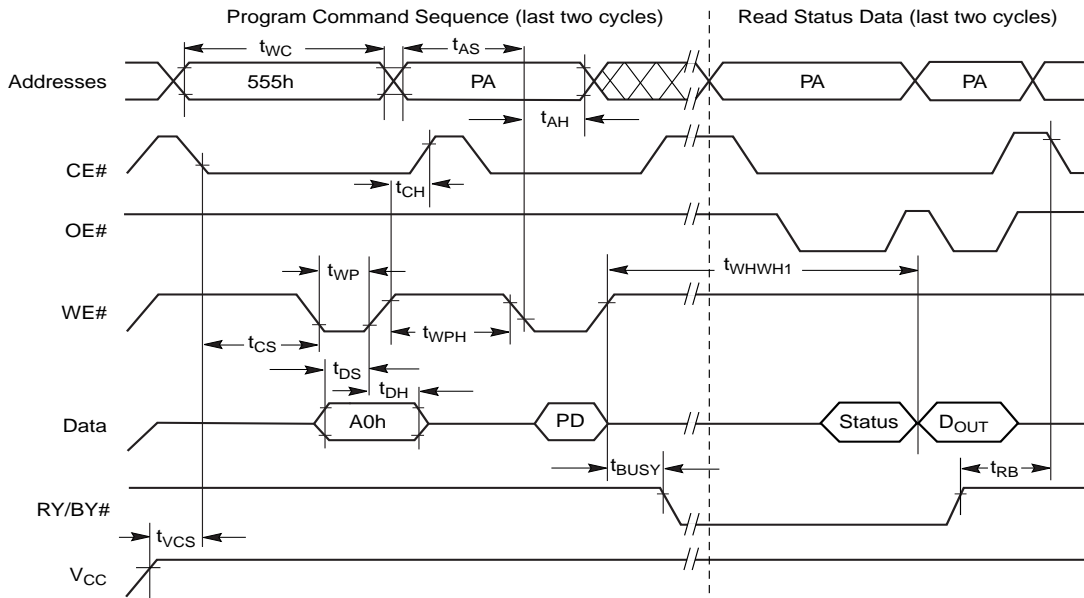 Program Command Sequence (last two cycles) Read Status Data (last two cycles)
tWC tAS
Addresses 555h PA PA PA
tAH
CE#
tCH
OE#
tWP tWHWH1
WE#
tCS tWPH
tDS
tDH
Data A0h PD Status DOUT
tBUSY tRB
RY/BY#
tVCS
VCC